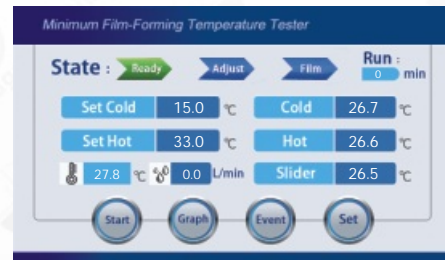 Minimum Film-Forming Temperature Tester
State : Ready Adjust Film Run : 0 min
Set Cold 15.0 ℃ Cold 26.7 ℃
Set Hot 33.0 ℃ Hot 26.6 ℃
27.8 ℃ 0.0 L/min Slider 26.5 ℃
Start Graph Event Set